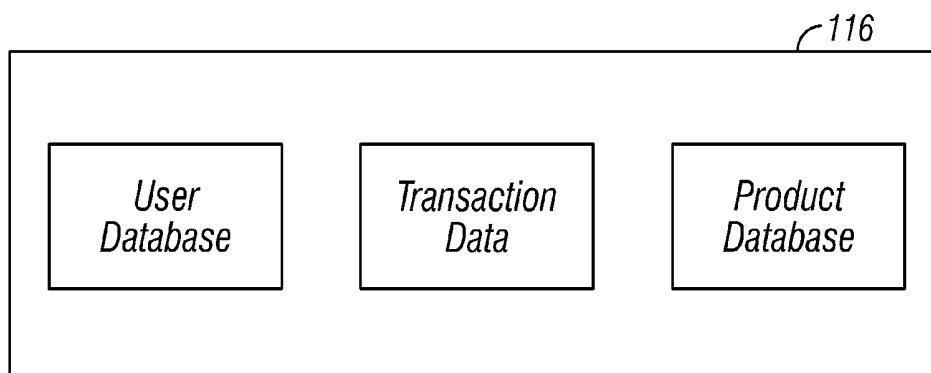 116
User
Database
Transaction
Data
Product
Database